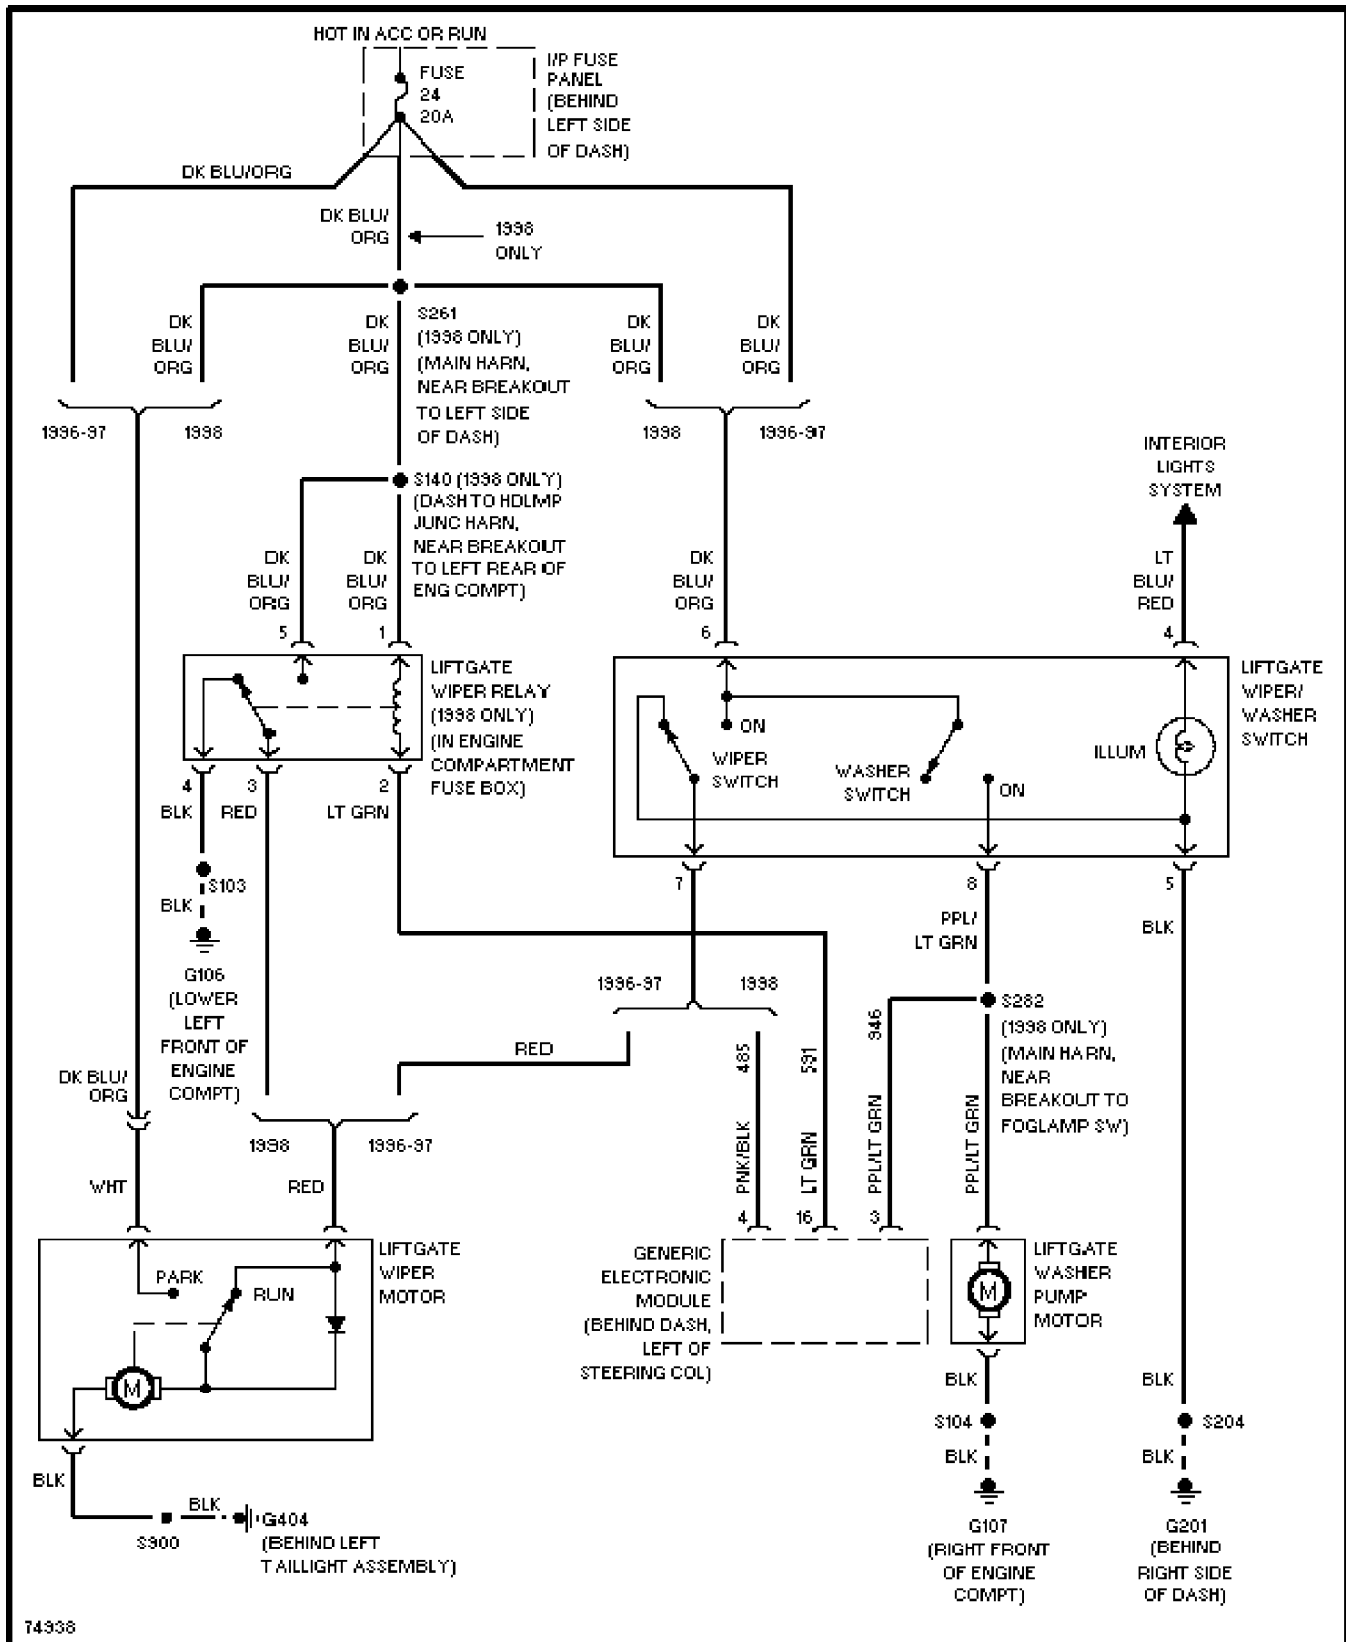 HOT IN ACC OR RUN
FUSE
24
20A
I/P FUSE
PANEL
(BEHIND
LEFT SIDE
OF DASH)
DK BLU/ORG
DK BLU/
ORG
1998
ONLY
DK
BLU/
ORG
DK
BLU/
ORG
S261
(1998 ONLY)
(MAIN HARN,
NEAR BREAKOUT
TO LEFT SIDE
OF DASH)
DK
BLU/
ORG
DK
BLU/
ORG
1996-97
1998
1998
1996-97
INTERIOR
LIGHTS
SYSTEM
S140 (1998 ONLY)
(DASH TO HDLMP
JUNC HARN,
NEAR BREAKOUT
TO LEFT REAR OF
ENG COMPT)
DK
BLU/
ORG
DK
BLU/
ORG
DK
BLU/
ORG
LT
BLU/
RED
5
1
6
4
LIFTGATE
WIPER RELAY
(1998 ONLY)
(IN ENGINE
COMPARTMENT
FUSE BOX)
ON
WIPER
SWITCH
WASHER
SWITCH
ON
ILLUM
LIFTGATE
WIPER/
WASHER
SWITCH
4
3
2
BLK
RED
LT GRN
S103
BLK
7
8
5
PPL/
LT GRN
BLK
G106
(LOWER
LEFT
FRONT OF
ENGINE
COMPT)
1996-97
1998
S282
(1998 ONLY)
(MAIN HARN,
NEAR
BREAKOUT TO
FOGLAMP SW)
RED
485
591
946
DK BLU/
ORG
1998
1996-97
PNK/BLK
LT GRN
PPL/LT GRN
PPL/LT GRN
WHT
RED
4
16
3
PARK
RUN
M
LIFTGATE
WIPER
MOTOR
GENERIC
ELECTRONIC
MODULE
(BEHIND DASH,
LEFT OF
STEERING COL)
M
LIFTGATE
WASHER
PUMP
MOTOR
BLK
BLK
S104
S204
BLK
BLK
BLK
BLK
S900
G404
(BEHIND LEFT
TAILLIGHT ASSEMBLY)
G107
(RIGHT FRONT
OF ENGINE
COMPT)
G201
(BEHIND
RIGHT SIDE
OF DASH)
74938